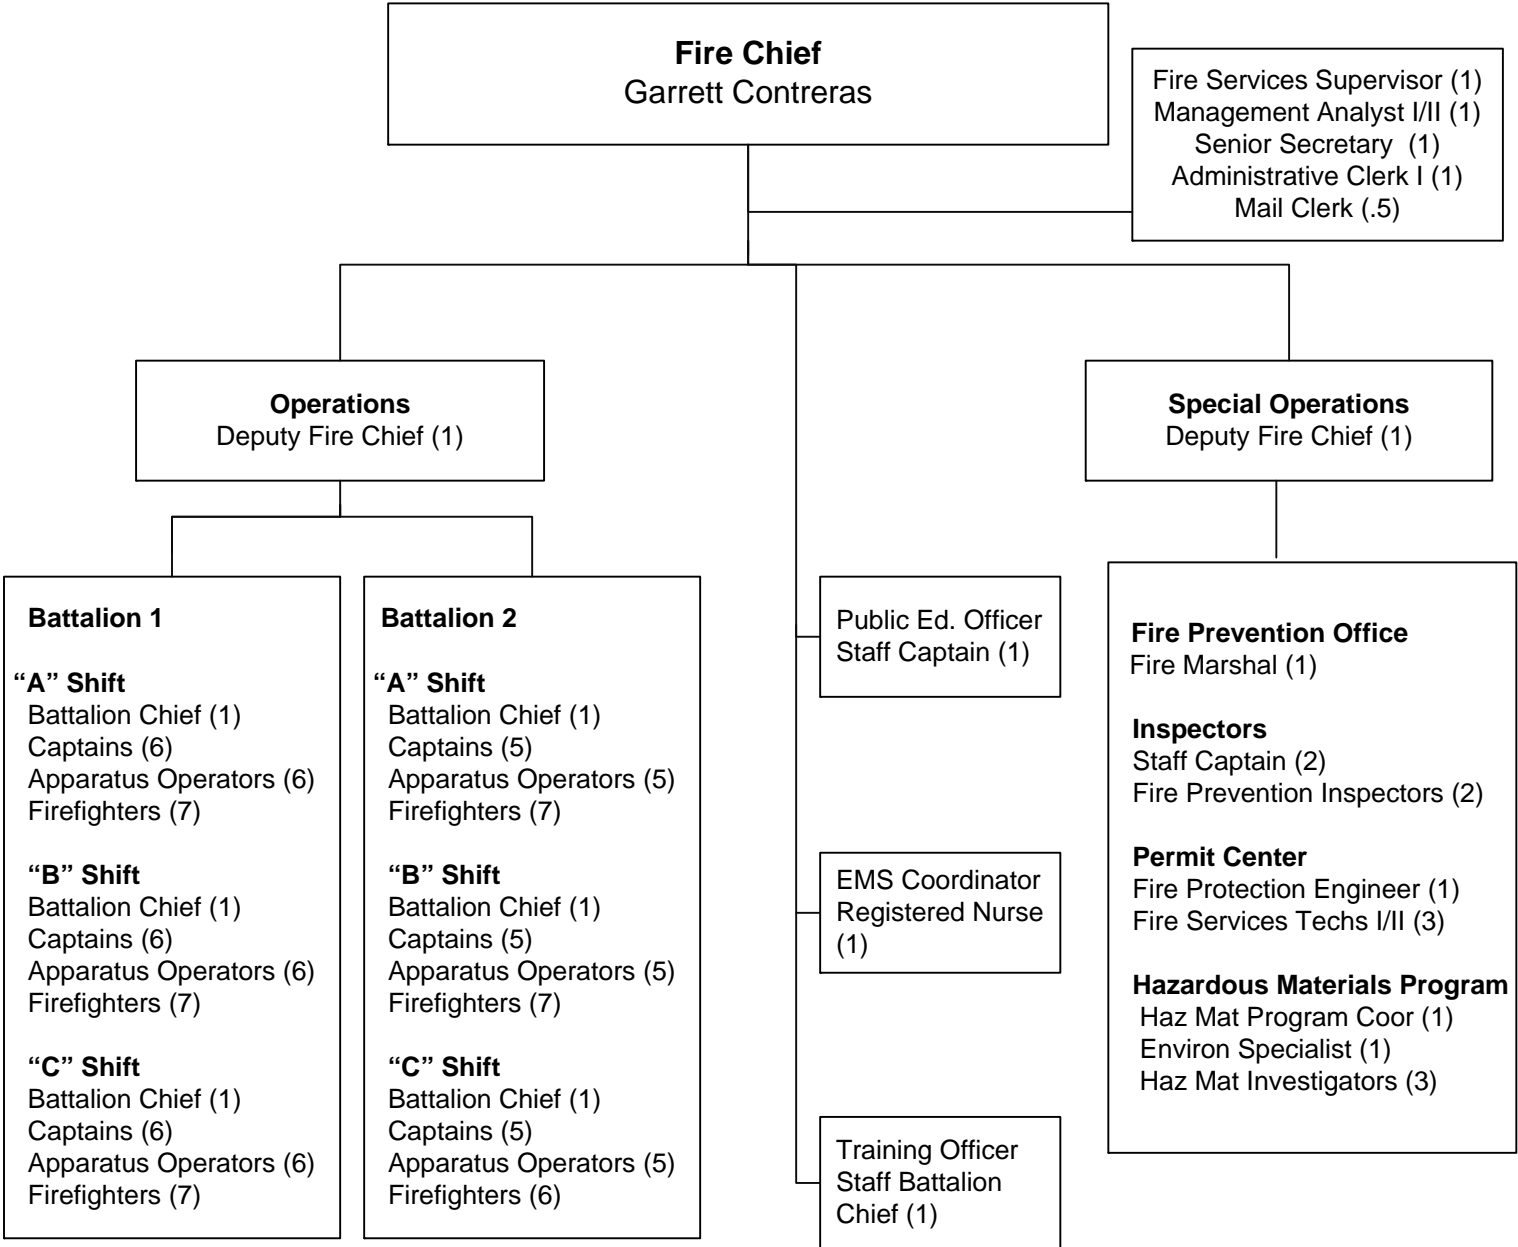 Fire Chief
Garrett Contreras
Fire Services Supervisor (1)
Management Analyst I/II (1)
Senior Secretary (1)
Administrative Clerk I (1)
Mail Clerk (.5)
Operations
Deputy Fire Chief (1)
Special Operations
Deputy Fire Chief (1)
Battalion 1
“A” Shift
Battalion Chief (1)
Captains (6)
Apparatus Operators (6)
Firefighters (7)
“B” Shift
Battalion Chief (1)
Captains (6)
Apparatus Operators (6)
Firefighters (7)
“C” Shift
Battalion Chief (1)
Captains (6)
Apparatus Operators (6)
Firefighters (7)
Battalion 2
“A” Shift
Battalion Chief (1)
Captains (5)
Apparatus Operators (5)
Firefighters (7)
“B” Shift
Battalion Chief (1)
Captains (5)
Apparatus Operators (5)
Firefighters (7)
“C” Shift
Battalion Chief (1)
Captains (5)
Apparatus Operators (5)
Firefighters (6)
Public Ed. Officer
Staff Captain (1)
EMS Coordinator
Registered Nurse
(1)
Training Officer
Staff Battalion
Chief (1)
Fire Prevention Office
Fire Marshal (1)
Inspectors
Staff Captain (2)
Fire Prevention Inspectors (2)
Permit Center
Fire Protection Engineer (1)
Fire Services Techs I/II (3)
Hazardous Materials Program
Haz Mat Program Coor (1)
Environ Specialist (1)
Haz Mat Investigators (3)